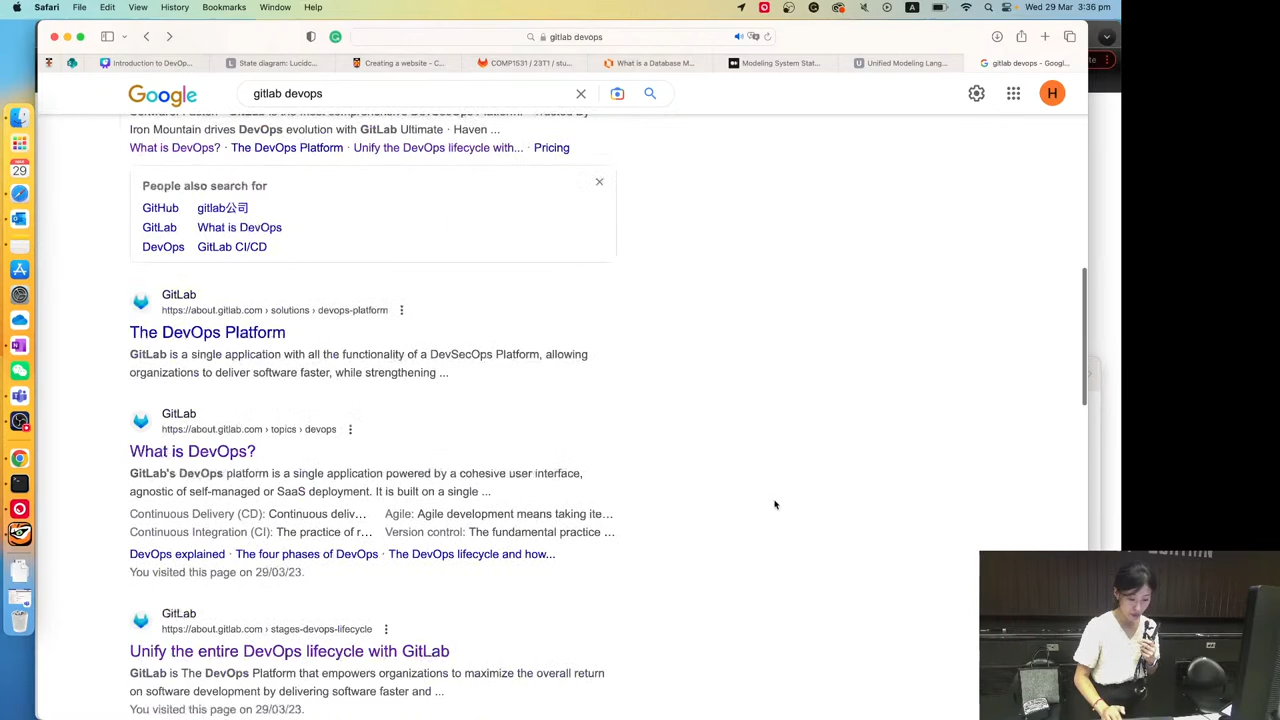 Safari File Edit View History Bookmarks Window Help
A
Wed 29 Mar 3:36 pm
gitlab devops
Introduction to DevOp...
State diagram: Lucidc...
Creating a website - C...
COMP1531 / 23T1 / stu...
What is a Database M...
Modeling System Stat...
Unified Modeling Lang...
gitlab devops - Goog...
Google
gitlab devops
H
29
Iron Mountain drives DevOps evolution with GitLab Ultimate · Haven ...
What is DevOps? · The DevOps Platform · Unify the DevOps lifecycle with... · Pricing
People also search for
GitHub gitlab公司
GitLab What is DevOps
DevOps GitLab CI/CD
GitLab
https://about.gitlab.com › solutions › devops-platform
The DevOps Platform
GitLab is a single application with all the functionality of a DevSecOps Platform, allowing
organizations to deliver software faster, while strengthening ...
GitLab
https://about.gitlab.com › topics › devops
What is DevOps?
GitLab's DevOps platform is a single application powered by a cohesive user interface,
agnostic of self-managed or SaaS deployment. It is built on a single ...
Continuous Delivery (CD): Continuous deliv... Agile: Agile development means taking ite...
Continuous Integration (CI): The practice of r... Version control: The fundamental practice ...
DevOps explained · The four phases of DevOps · The DevOps lifecycle and how...
You visited this page on 29/03/23.
GitLab
https://about.gitlab.com › stages-devops-lifecycle
Unify the entire DevOps lifecycle with GitLab
GitLab is The DevOps Platform that empowers organizations to maximize the overall return
on software development by delivering software faster and ...
You visited this page on 29/03/23.